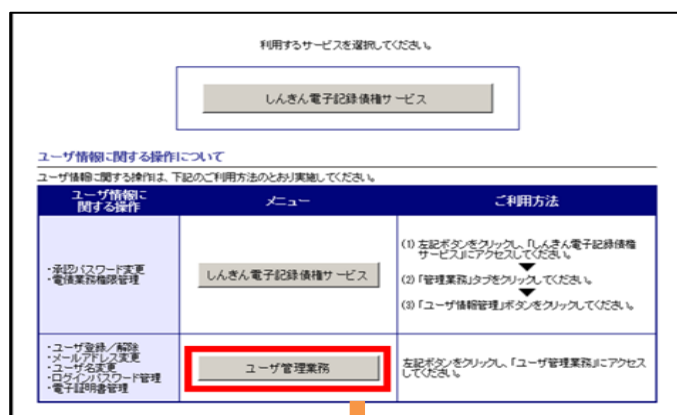 利用するサービスを選択してください。
しんきん電子記録債権サービス
ユーザ情報に関する操作について
ユーザ情報に関する操作は、下記のご利用方法のとおり実施してください。
ユーザ情報に
関する操作
メニュー
ご利用方法
・承認パスワード変更
・電債業務権限管理
しんきん電子記録債権サービス
(1) 左記ボタンをクリックし、「しんきん電子記録債権
サービス」にアクセスしてください。
(2) 「管理業務」タブをクリックしてください。
(3) 「ユーザ情報管理」ボタンをクリックしてください。
・ユーザ登録／解除
・メールアドレス変更
・ユーザ名変更
・ログインパスワード管理
・電子証明書管理
ユーザ管理業務
左記ボタンをクリックし、「ユーザ管理業務」にアクセス
してください。